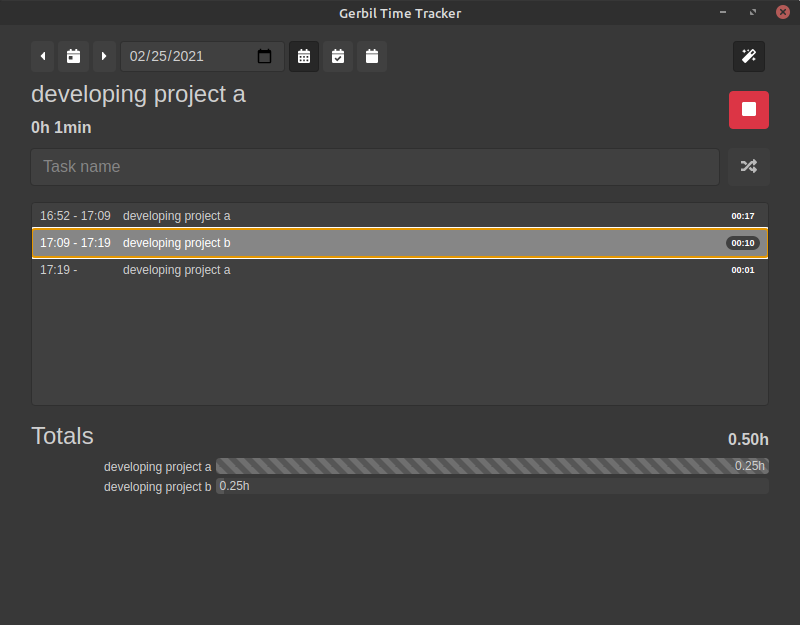 Gerbil Time Tracker
02/25/2021
developing project a
0h 1min
Task name
16:52 - 17:09 developing project a 00:17
17:09 - 17:19 developing project b 00:10
17:19 - developing project a 00:01
Totals 0.50h
developing project a 0.25h
developing project b 0.25h